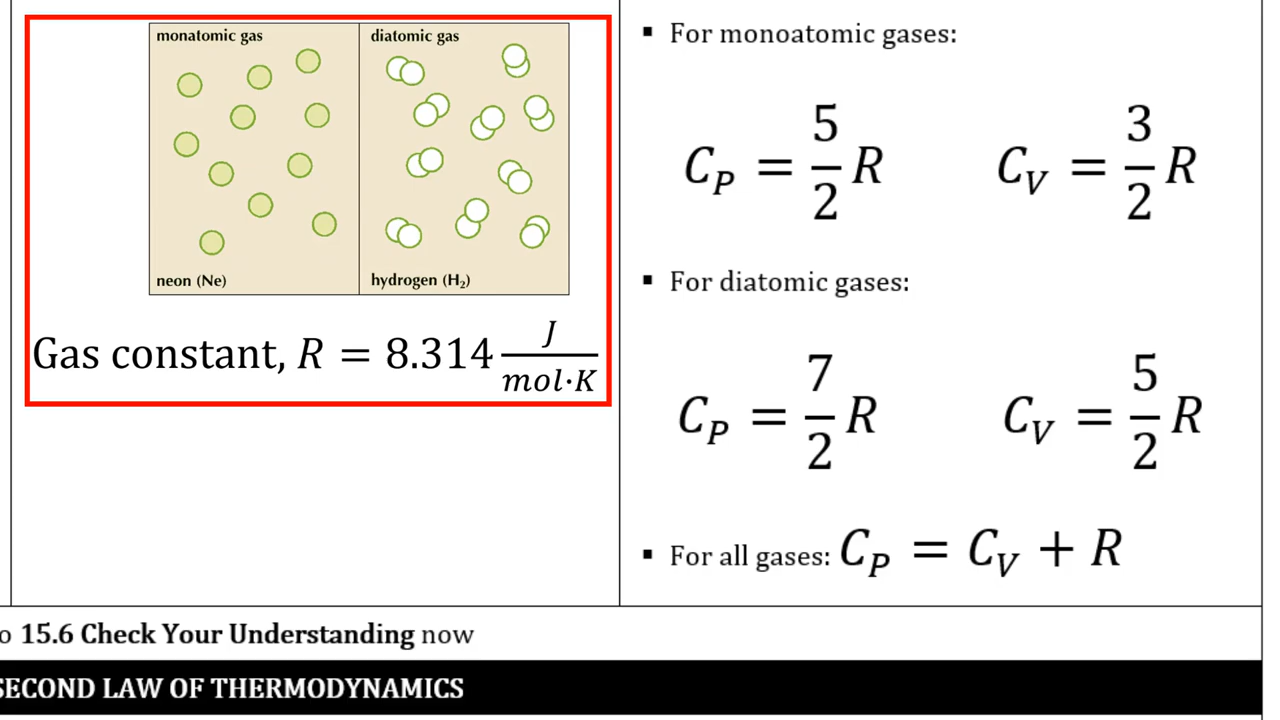 monatomic gas
diatomic gas
neon (Ne)
hydrogen (H₂)
Gas constant, R = 8.314 J/mol·K
▪ For monoatomic gases:
C_P = 5/2 R C_V = 3/2 R
▪ For diatomic gases:
C_P = 7/2 R C_V = 5/2 R
▪ For all gases: C_P = C_V + R
o 15.6 Check Your Understanding now
SECOND LAW OF THERMODYNAMICS